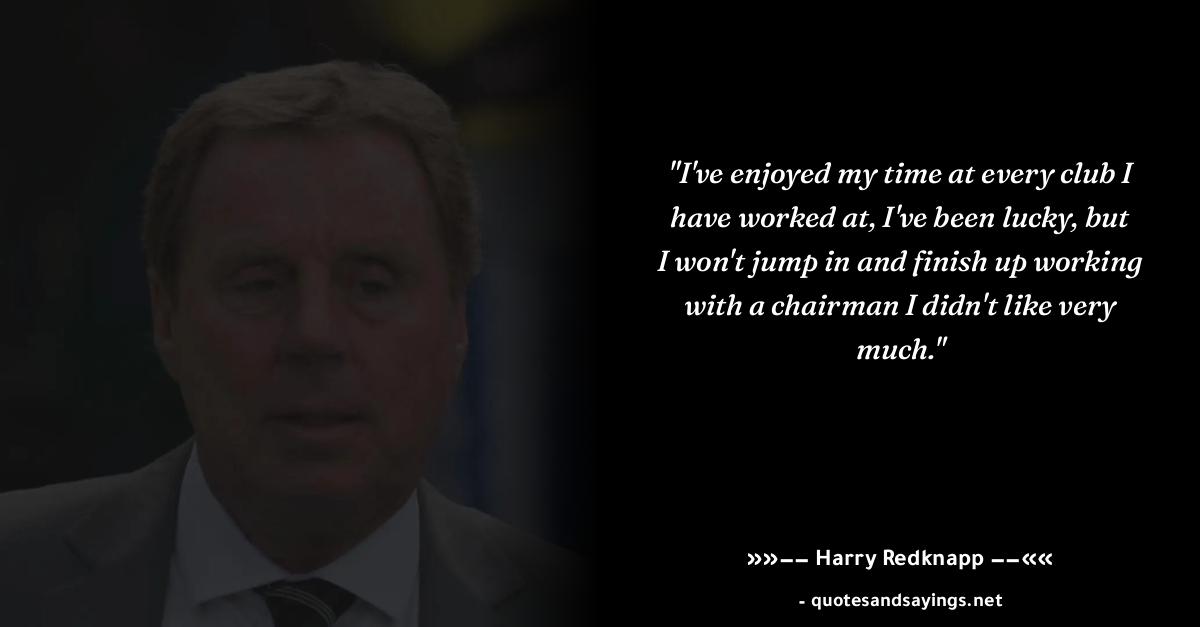 "I've enjoyed my time at every club I
have worked at, I've been lucky, but
I won't jump in and finish up working
with a chairman I didn't like very
much."
»»—— Harry Redknapp ——««
- quotesandsayings.net